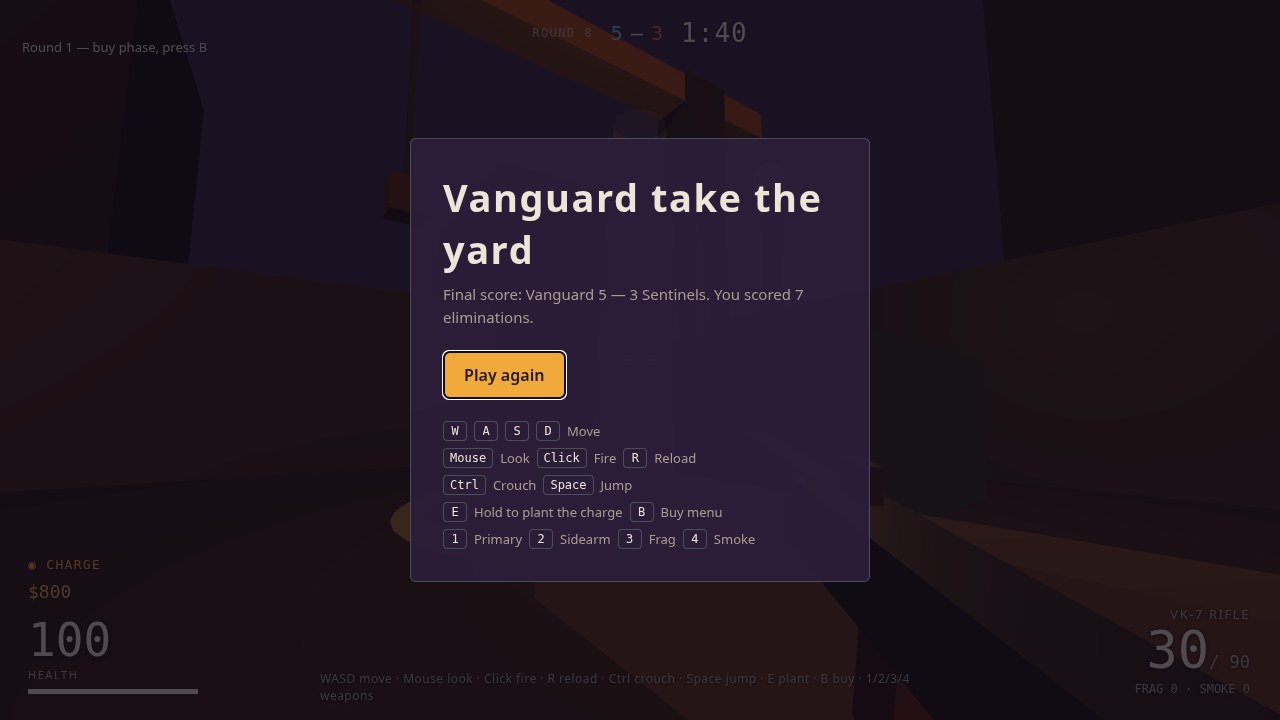 Round 1 — buy phase, press B
ROUND 8 5 — 3 1:40
Vanguard take the
yard
Final score: Vanguard 5 — 3 Sentinels. You scored 7
eliminations.
Play again
W A S D Move
Mouse Look Click Fire R Reload
Ctrl Crouch Space Jump
E Hold to plant the charge B Buy menu
1 Primary 2 Sidearm 3 Frag 4 Smoke
◉ CHARGE
$800
100
HEALTH
WASD move · Mouse look · Click fire · R reload · Ctrl crouch · Space jump · E plant · B buy · 1/2/3/4
weapons
VK-7 RIFLE
30 / 90
FRAG 0 · SMOKE 0